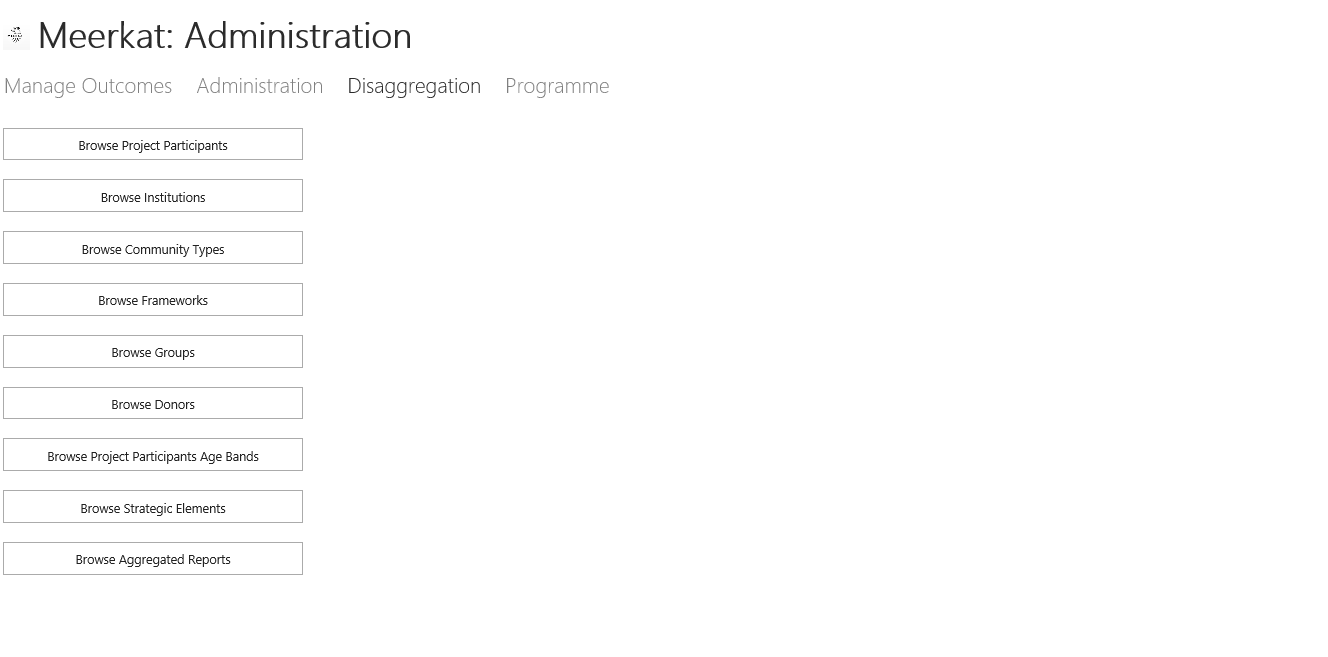 Meerkat: Administration
Manage Outcomes Administration Disaggregation Programme
Browse Project Participants
Browse Institutions
Browse Community Types
Browse Frameworks
Browse Groups
Browse Donors
Browse Project Participants Age Bands
Browse Strategic Elements
Browse Aggregated Reports